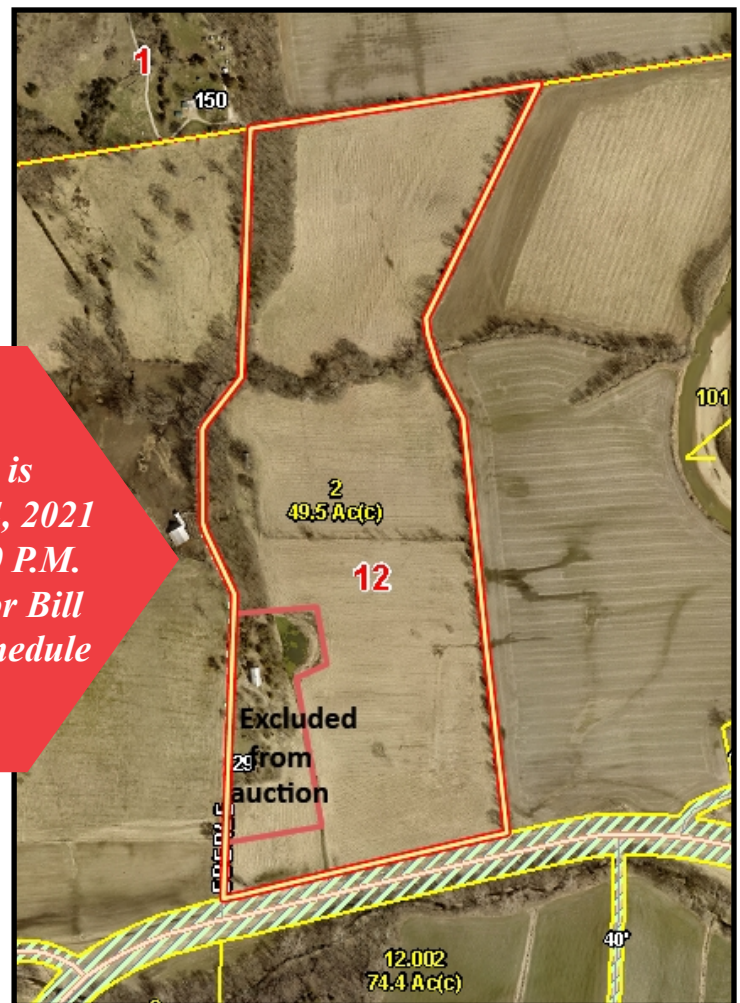 1
150
101
is
, 2021
P.M.
or Bill
hedule
2
49.5 Ac(c)
12
Excluded
from
auction
29
40'
12.002
74.4 Ac(c)